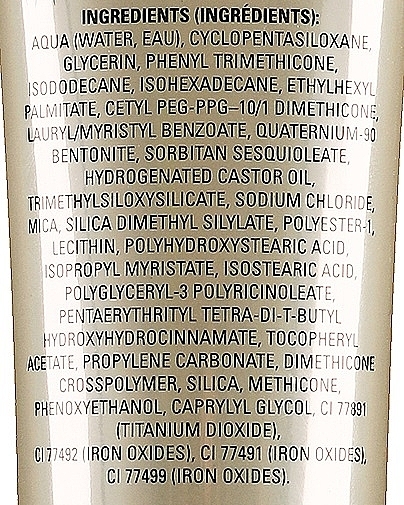 INGREDIENTS (INGRÉDIENTS):
AQUA (WATER, EAU), CYCLOPENTASILOXANE,
GLYCERIN, PHENYL TRIMETHICONE,
ISODODECANE, ISOHEXADECANE, ETHYLHEXYL
PALMITATE, CETYL PEG-PPG–10/1 DIMETHICONE,
LAURYL/MYRISTYL BENZOATE, QUATERNIUM-90
BENTONITE, SORBITAN SESQUIOLEATE,
HYDROGENATED CASTOR OIL,
TRIMETHYLSILOXYSILICATE, SODIUM CHLORIDE,
MICA, SILICA DIMETHYL SILYLATE, POLYESTER-1,
LECITHIN, POLYHYDROXYSTEARIC ACID,
ISOPROPYL MYRISTATE, ISOSTEARIC ACID,
POLYGLYCERYL-3 POLYRICINOLEATE,
PENTAERYTHRITYL TETRA-DI-T-BUTYL
HYDROXYHYDROCINNAMATE, TOCOPHERYL
ACETATE, PROPYLENE CARBONATE, DIMETHICONE
CROSSPOLYMER, SILICA, METHICONE,
PHENOXYETHANOL, CAPRYLYL GLYCOL, CI 77891
(TITANIUM DIOXIDE),
CI 77492 (IRON OXIDES), CI 77491 (IRON OXIDES),
CI 77499 (IRON OXIDES).